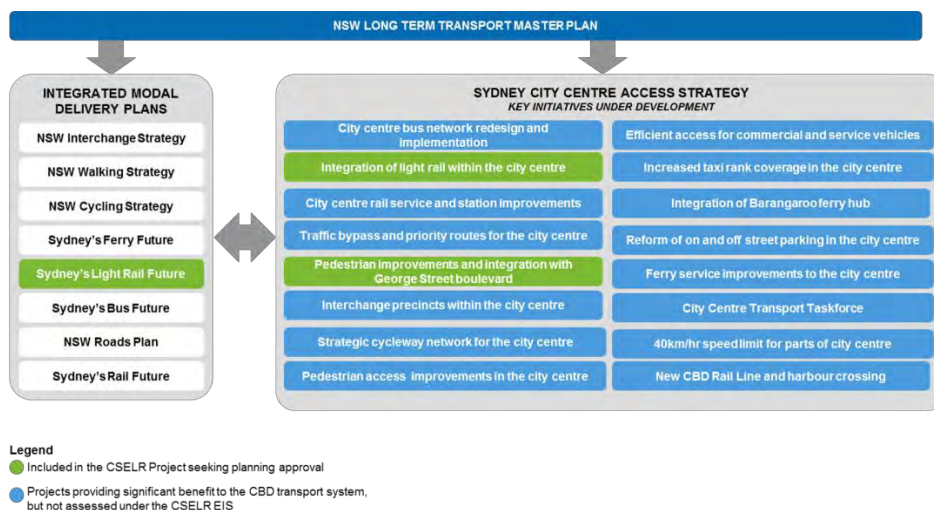 NSW LONG TERM TRANSPORT MASTER PLAN
INTEGRATED MODAL
DELIVERY PLANS
NSW Interchange Strategy
NSW Walking Strategy
NSW Cycling Strategy
Sydney's Ferry Future
Sydney's Light Rail Future
Sydney's Bus Future
NSW Roads Plan
Sydney's Rail Future
SYDNEY CITY CENTRE ACCESS STRATEGY
KEY INITIATIVES UNDER DEVELOPMENT
City centre bus network redesign and
implementation
Integration of light rail within the city centre
City centre rail service and station improvements
Traffic bypass and priority routes for the city centre
Pedestrian improvements and integration with
George Street boulevard
Interchange precincts within the city centre
Strategic cycleway network for the city centre
Pedestrian access improvements in the city centre
Efficient access for commercial and service vehicles
Increased taxi rank coverage in the city centre
Integration of Barangaroo ferry hub
Reform of on and off street parking in the city centre
Ferry service improvements to the city centre
City Centre Transport Taskforce
40km/hr speed limit for parts of city centre
New CBD Rail Line and harbour crossing
Legend
Included in the CSELR Project seeking planning approval
Projects providing significant benefit to the CBD transport system,
but not assessed under the CSELR EIS